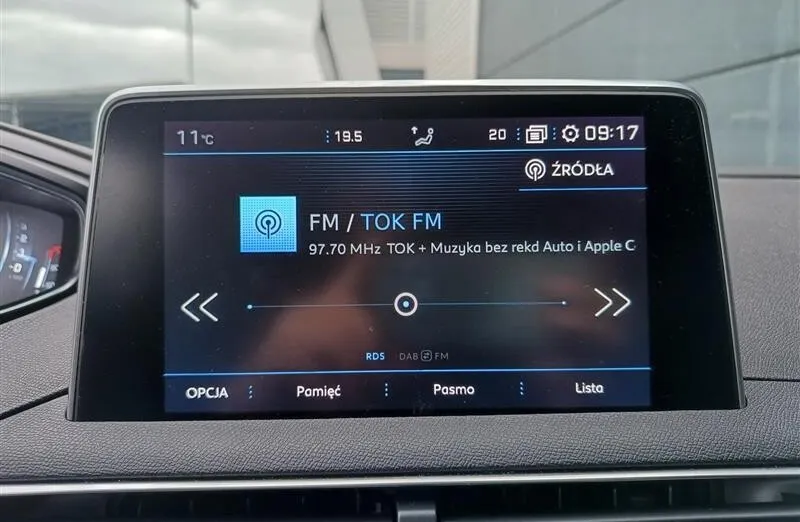 11°C 19.5 20 09:17
ŹRÓDŁA
FM / TOK FM
97.70 MHz TOK + Muzyka bez rekd Auto i Apple C
RDS DAB FM
OPCJA Pamięć Pasmo Lista